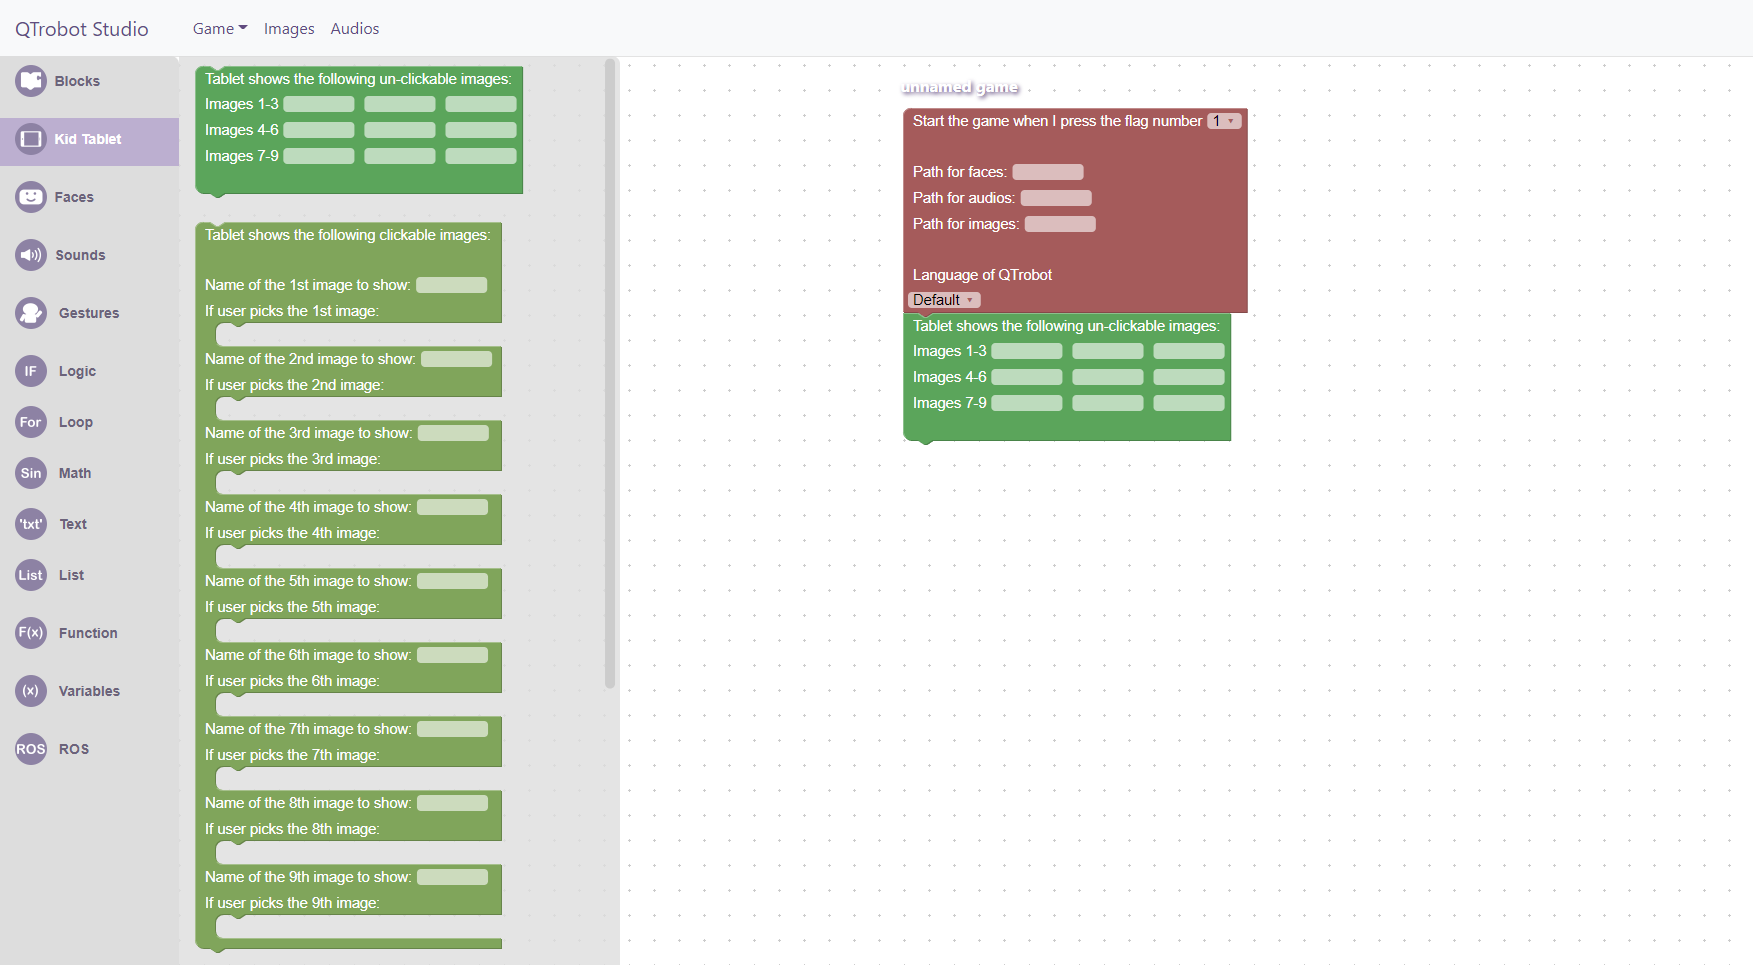 QTrobot Studio
Game Images Audios
Blocks
Kid Tablet
Faces
Sounds
Gestures
IF Logic
For Loop
Sin Math
'txt' Text
List List
F(x) Function
(x) Variables
ROS ROS
Tablet shows the following un-clickable images:
Images 1-3
Images 4-6
Images 7-9
Tablet shows the following clickable images:
Name of the 1st image to show:
If user picks the 1st image:
Name of the 2nd image to show:
If user picks the 2nd image:
Name of the 3rd image to show:
If user picks the 3rd image:
Name of the 4th image to show:
If user picks the 4th image:
Name of the 5th image to show:
If user picks the 5th image:
Name of the 6th image to show:
If user picks the 6th image:
Name of the 7th image to show:
If user picks the 7th image:
Name of the 8th image to show:
If user picks the 8th image:
Name of the 9th image to show:
If user picks the 9th image:
unnamed game
Start the game when I press the flag number 1
Path for faces:
Path for audios:
Path for images:
Language of QTrobot
Default
Tablet shows the following un-clickable images:
Images 1-3
Images 4-6
Images 7-9